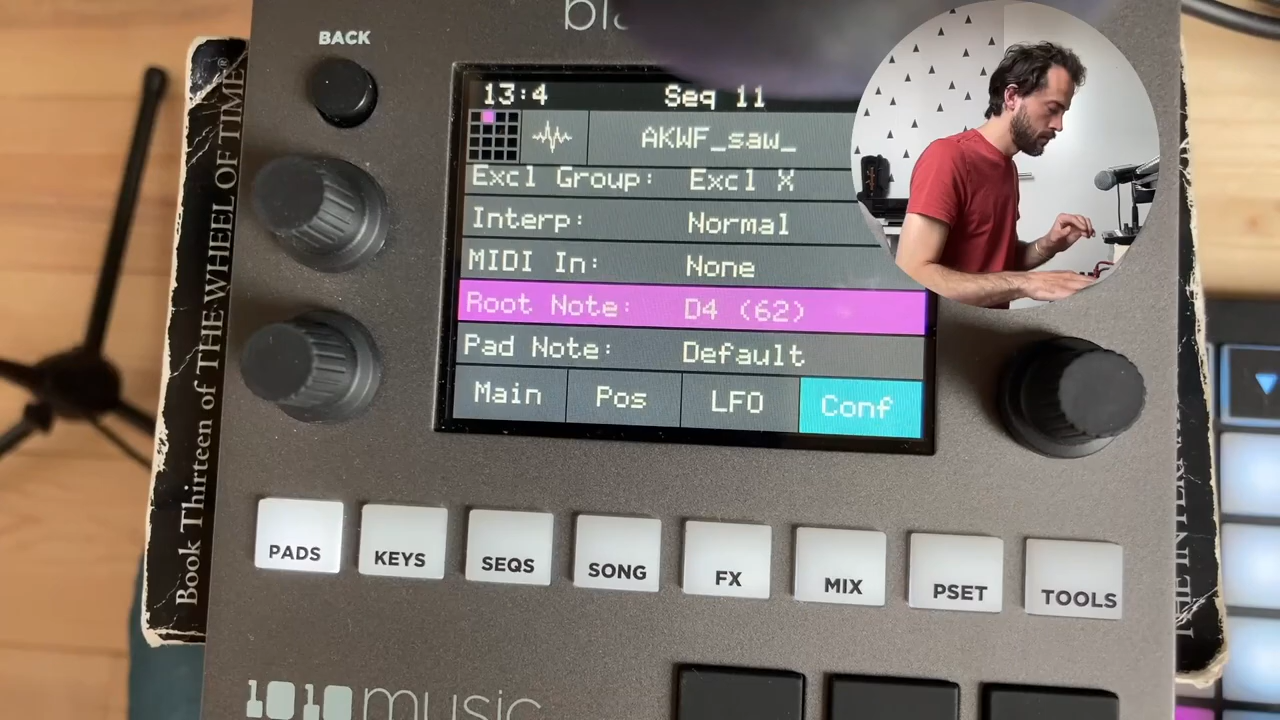 BACK
13:4 Seq 11
AKWF_saw_
Excl Group: Excl X
Interp: Normal
MIDI In: None
Root Note: D4 (62)
Pad Note: Default
Main Pos LFO Conf
PADS KEYS SEQS SONG FX MIX PSET TOOLS
1010music
Book Thirteen of THE WHEEL OF TIME®